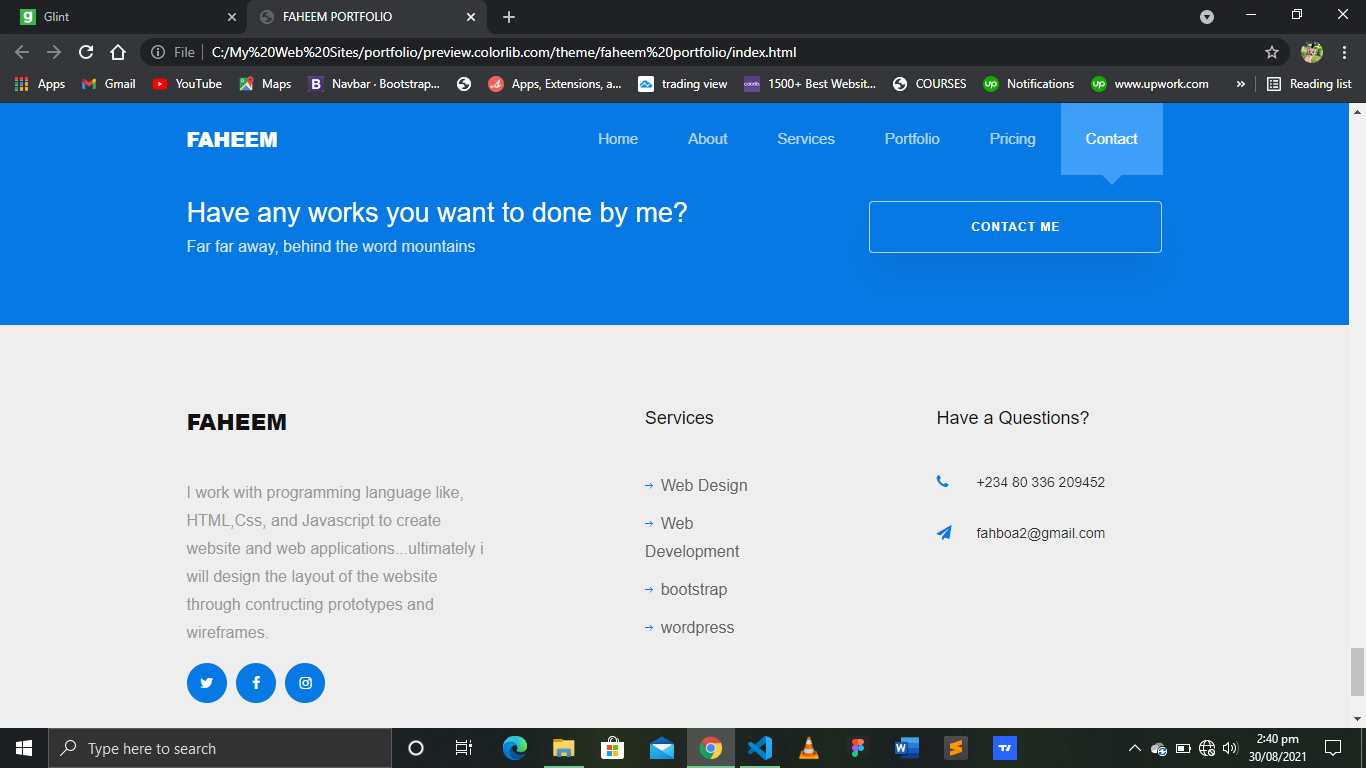 Glint
FAHEEM PORTFOLIO
File
C:/My%20Web%20Sites/portfolio/preview.colorlib.com/theme/faheem%20portfolio/index.html
Apps
Gmail
YouTube
Maps
B
Navbar · Bootstrap...
Apps, Extensions, a...
trading view
1500+ Best Websit...
COURSES
up
Notifications
up
www.upwork.com
»
Reading list
FAHEEM
Home
About
Services
Portfolio
Pricing
Contact
Have any works you want to done by me?
Far far away, behind the word mountains
CONTACT ME
FAHEEM
I work with programming language like,
HTML,Css, and Javascript to create
website and web applications...ultimately i
will design the layout of the website
through contructing prototypes and
wireframes.
Services
Web Design
Web
Development
bootstrap
wordpress
Have a Questions?
+234 80 336 209452
fahboa2@gmail.com
Type here to search
2:40 pm
30/08/2021